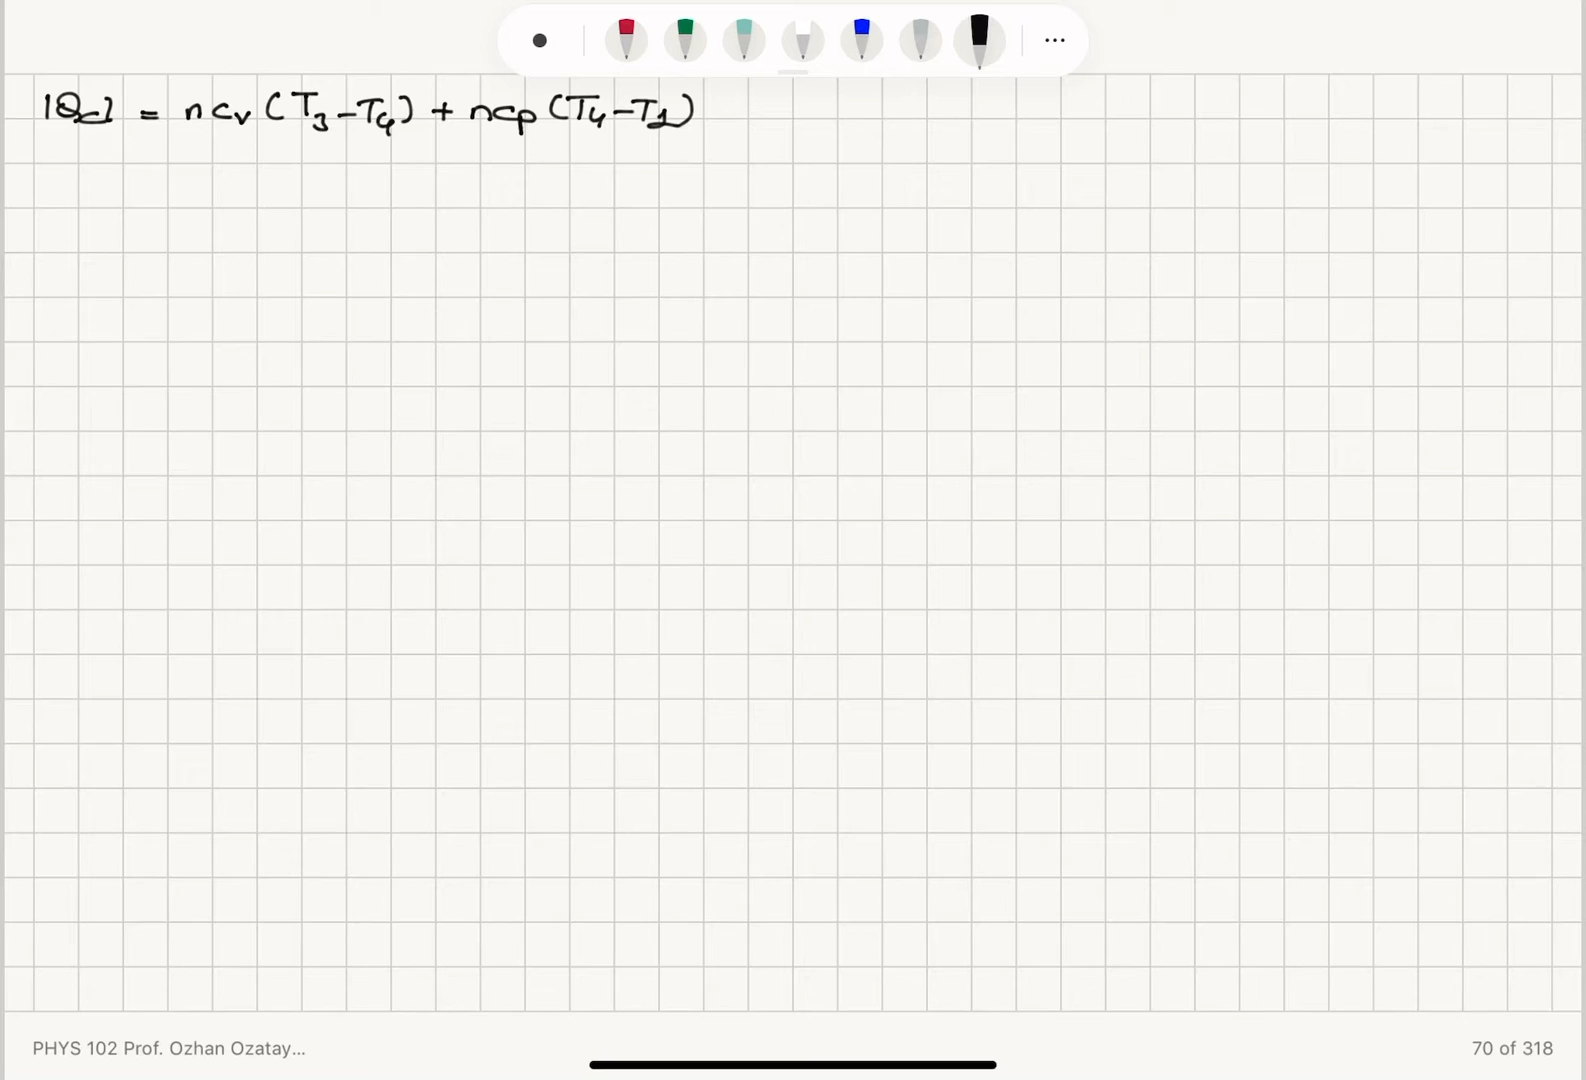 |Qc| = ncv (T3 - T4) + ncp (T4 - T1)
PHYS 102 Prof. Ozhan Ozatay...
70 of 318